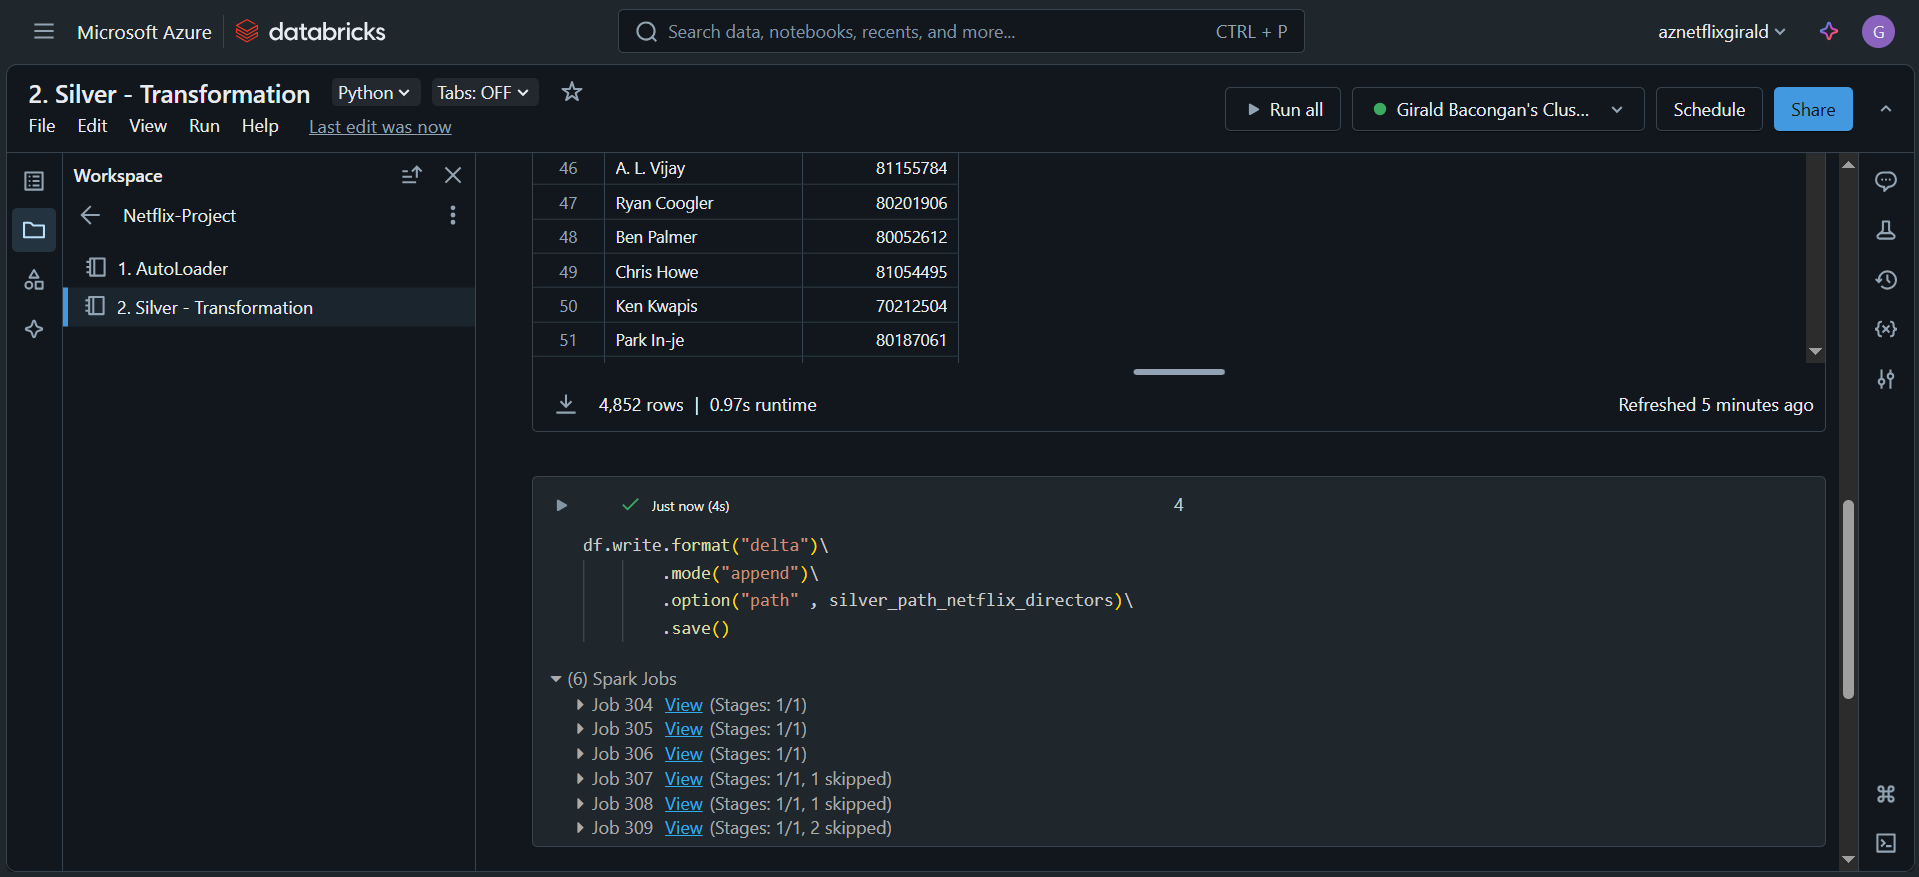 Microsoft Azure databricks Search data, notebooks, recents, and more... CTRL + P aznetflixgirald G
2. Silver - Transformation Python Tabs: OFF
File Edit View Run Help Last edit was now Run all Girald Bacongan's Clus... Schedule Share
Workspace
Netflix-Project
1. AutoLoader
2. Silver - Transformation
46 A. L. Vijay 81155784
47 Ryan Coogler 80201906
48 Ben Palmer 80052612
49 Chris Howe 81054495
50 Ken Kwapis 70212504
51 Park In-je 80187061
4,852 rows | 0.97s runtime Refreshed 5 minutes ago
Just now (4s) 4
df.write.format("delta")\
.mode("append")\
.option("path" , silver_path_netflix_directors)\
.save()
(6) Spark Jobs
Job 304 View (Stages: 1/1)
Job 305 View (Stages: 1/1)
Job 306 View (Stages: 1/1)
Job 307 View (Stages: 1/1, 1 skipped)
Job 308 View (Stages: 1/1, 1 skipped)
Job 309 View (Stages: 1/1, 2 skipped)